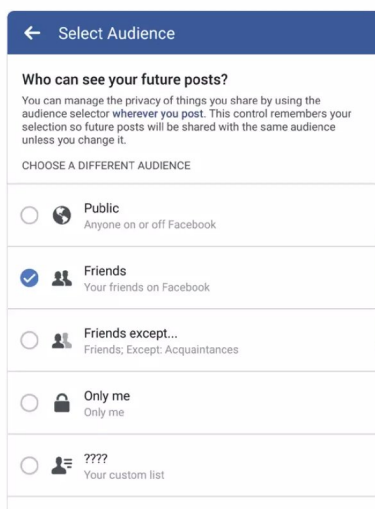 Select Audience
Who can see your future posts?
You can manage the privacy of things you share by using the
audience selector wherever you post. This control remembers your
selection so future posts will be shared with the same audience
unless you change it.
CHOOSE A DIFFERENT AUDIENCE
Public
Anyone on or off Facebook
Friends
Your friends on Facebook
Friends except...
Friends; Except: Acquaintances
Only me
Only me
????
Your custom list